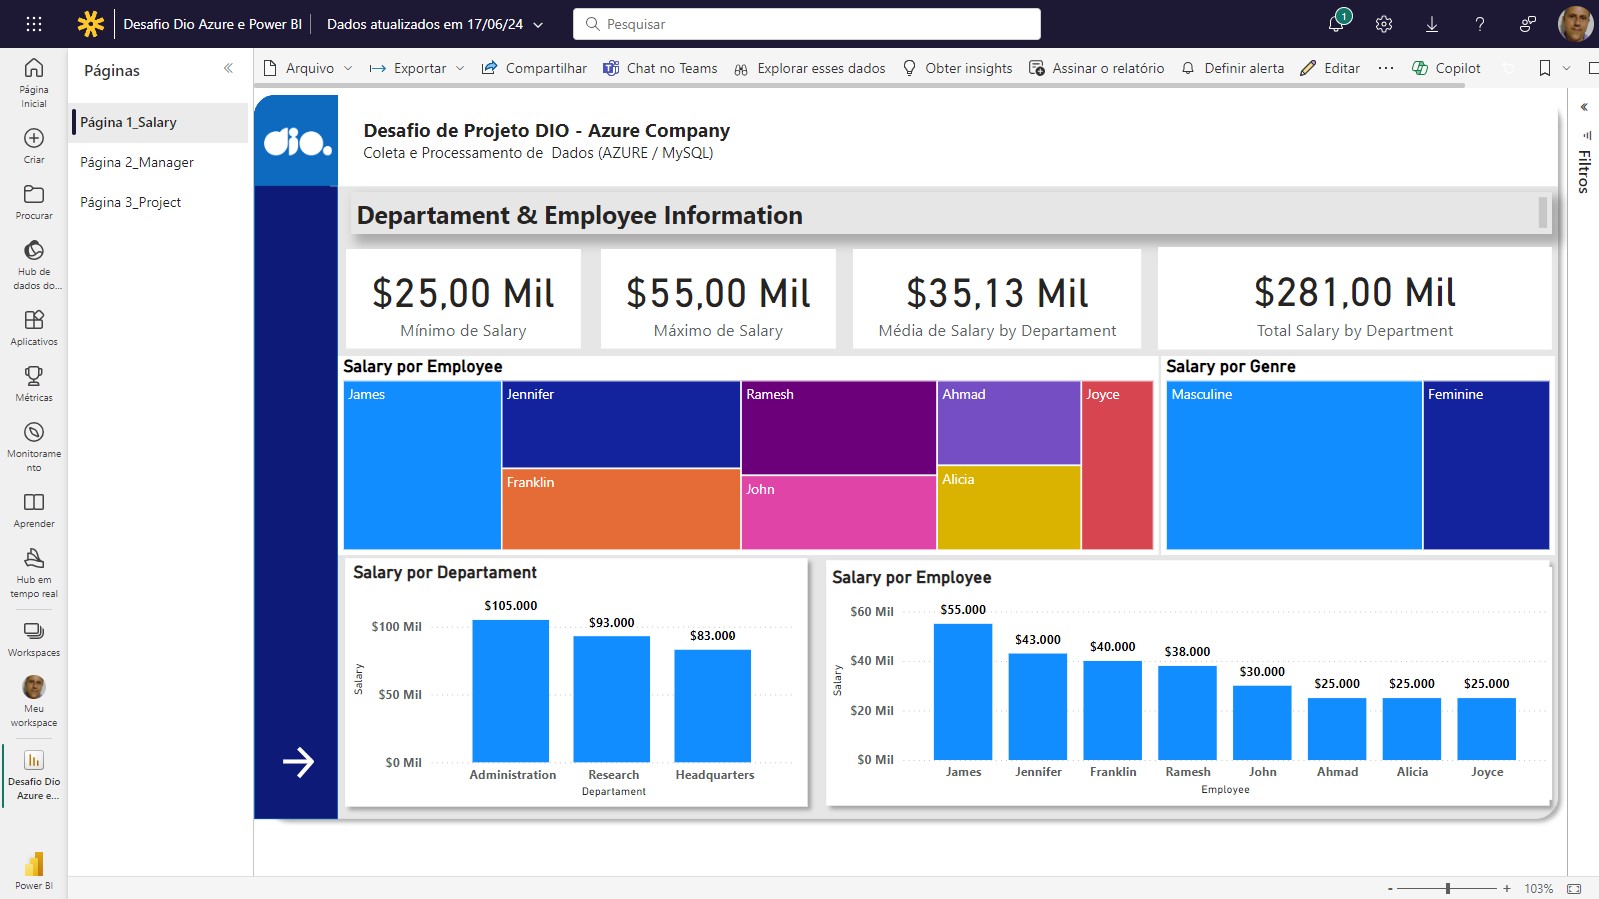 Desafio Dio Azure e Power BI
Dados atualizados em 17/06/24
Pesquisar
1
Página
Inicial
Criar
Procurar
Hub de
dados do...
Aplicativos
Métricas
Monitorame
nto
Aprender
Hub em
tempo real
Workspaces
Meu
workspace
Desafio Dio
Azure e...
Power BI
Páginas
Página 1_Salary
Página 2_Manager
Página 3_Project
Arquivo
Exportar
Compartilhar
Chat no Teams
Explorar esses dados
Obter insights
Assinar o relatório
Definir alerta
Editar
Copilot
Filtros
dio.
Desafio de Projeto DIO - Azure Company
Coleta e Processamento de Dados (AZURE / MySQL)
Departament & Employee Information
$25,00 Mil
Mínimo de Salary
$55,00 Mil
Máximo de Salary
$35,13 Mil
Média de Salary by Departament
$281,00 Mil
Total Salary by Department
Salary por Employee
James
Jennifer
Franklin
Ramesh
John
Ahmad
Alicia
Joyce
Salary por Genre
Masculine
Feminine
Salary por Departament
Salary
$100 Mil
$50 Mil
$0 Mil
$105.000
$93.000
$83.000
Administration
Research
Headquarters
Departament
Salary por Employee
Salary
$60 Mil
$40 Mil
$20 Mil
$0 Mil
$55.000
$43.000
$40.000
$38.000
$30.000
$25.000
$25.000
$25.000
James
Jennifer
Franklin
Ramesh
John
Ahmad
Alicia
Joyce
Employee
- + 103%